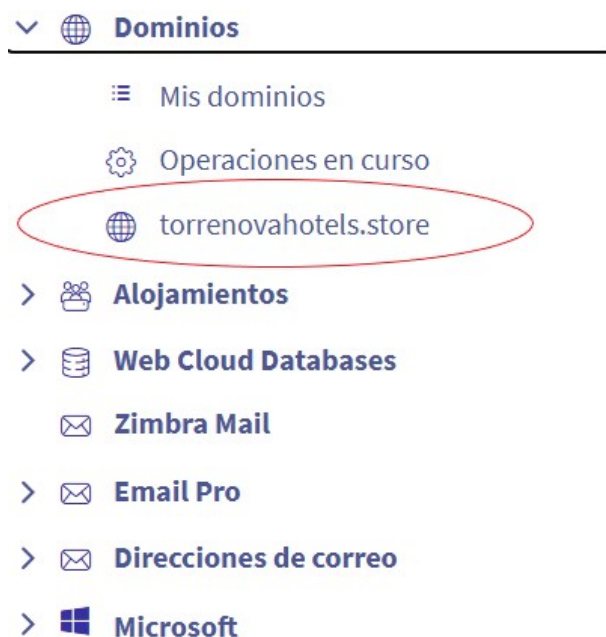 Dominios
Mis dominios
Operaciones en curso
torrenovahotels.store
Alojamientos
Web Cloud Databases
Zimbra Mail
Email Pro
Direcciones de correo
Microsoft